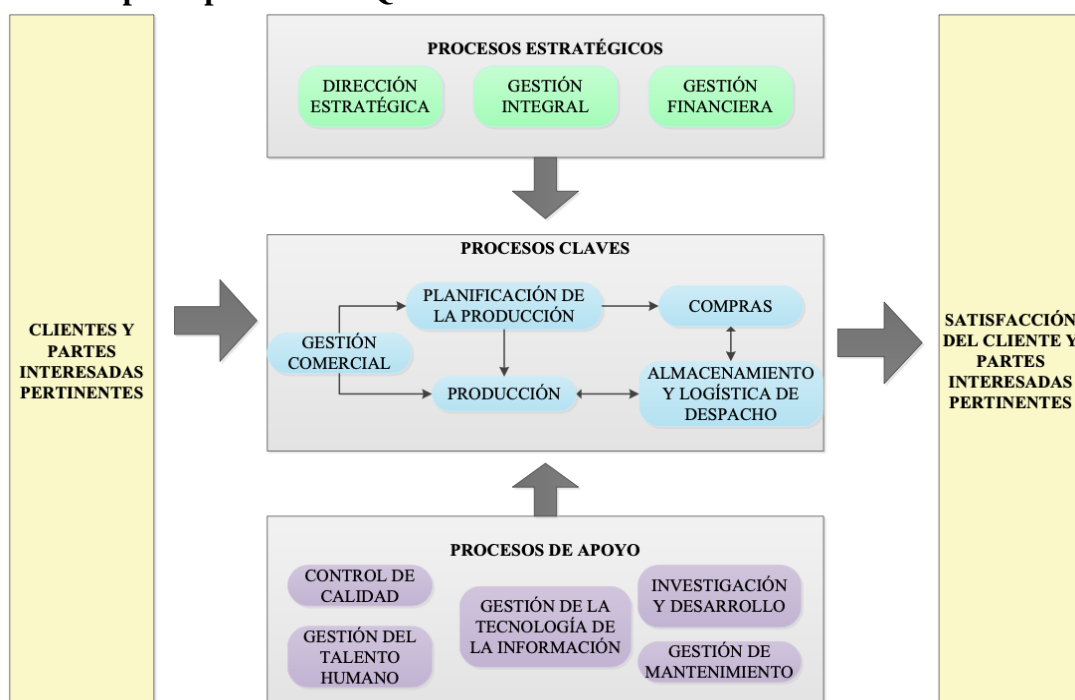 PROCESOS ESTRATÉGICOS
DIRECCIÓN
ESTRATÉGICA
GESTIÓN
INTEGRAL
GESTIÓN
FINANCIERA
CLIENTES Y
PARTES
INTERESADAS
PERTINENTES
PROCESOS CLAVES
GESTIÓN
COMERCIAL
PLANIFICACIÓN DE
LA PRODUCCIÓN
COMPRAS
PRODUCCIÓN
ALMACENAMIENTO
Y LOGÍSTICA DE
DESPACHO
SATISFACCIÓN
DEL CLIENTE Y
PARTES
INTERESADAS
PERTINENTES
PROCESOS DE APOYO
CONTROL DE
CALIDAD
GESTIÓN DEL
TALENTO
HUMANO
GESTIÓN DE LA
TECNOLOGÍA DE
LA INFORMACIÓN
INVESTIGACIÓN
Y DESARROLLO
GESTIÓN DE
MANTENIMIENTO